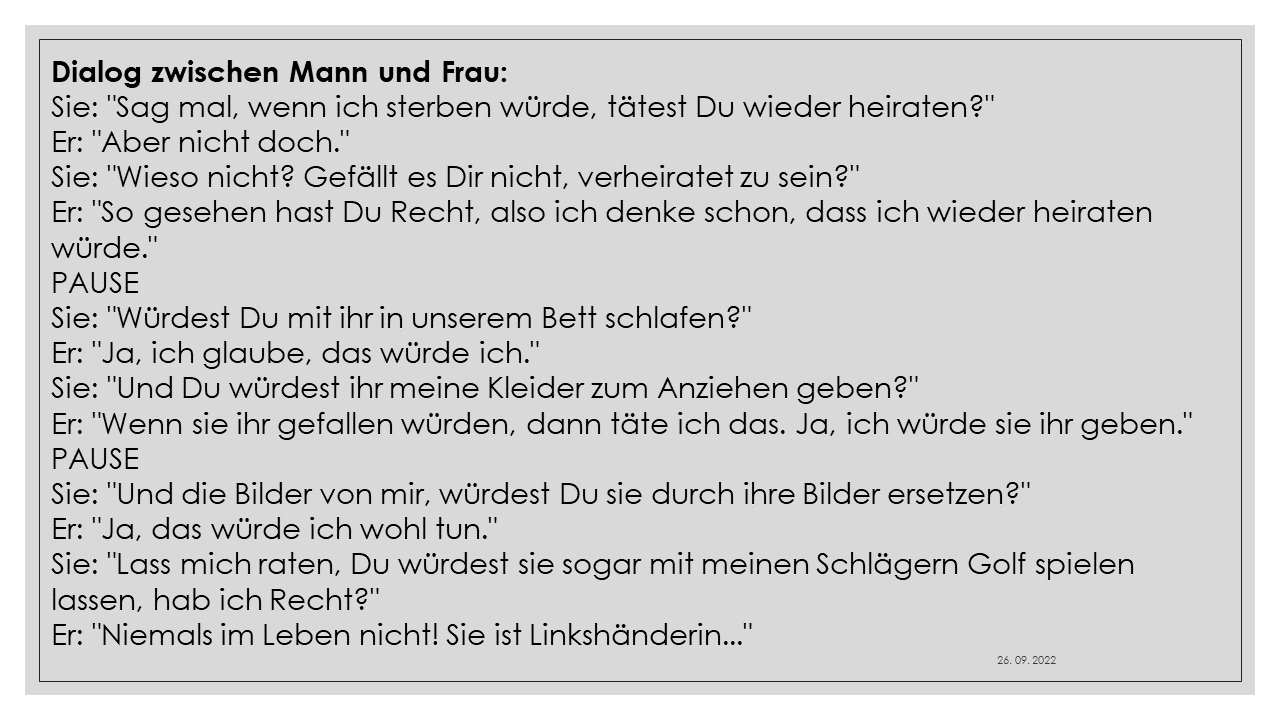 Dialog zwischen Mann und Frau:
Sie: "Sag mal, wenn ich sterben würde, tätest Du wieder heiraten?"
Er: "Aber nicht doch."
Sie: "Wieso nicht? Gefällt es Dir nicht, verheiratet zu sein?"
Er: "So gesehen hast Du Recht, also ich denke schon, dass ich wieder heiraten
würde."
PAUSE
Sie: "Würdest Du mit ihr in unserem Bett schlafen?"
Er: "Ja, ich glaube, das würde ich."
Sie: "Und Du würdest ihr meine Kleider zum Anziehen geben?"
Er: "Wenn sie ihr gefallen würden, dann täte ich das. Ja, ich würde sie ihr geben."
PAUSE
Sie: "Und die Bilder von mir, würdest Du sie durch ihre Bilder ersetzen?"
Er: "Ja, das würde ich wohl tun."
Sie: "Lass mich raten, Du würdest sie sogar mit meinen Schlägern Golf spielen
lassen, hab ich Recht?"
Er: "Niemals im Leben nicht! Sie ist Linkshänderin..."
26. 09. 2022